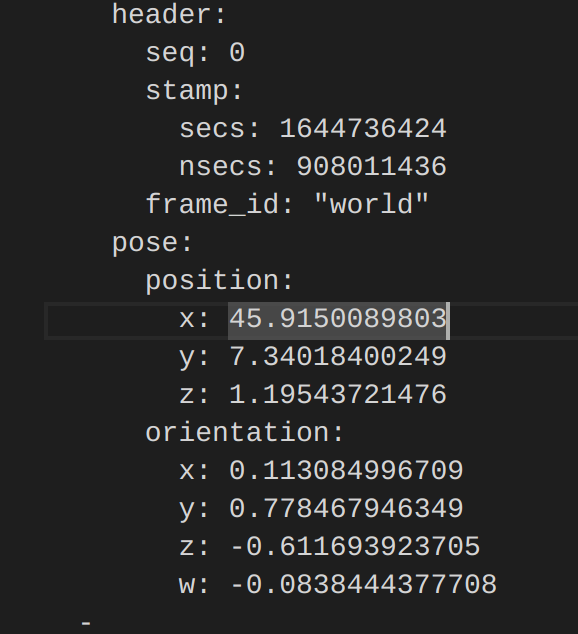 header:
seq: 0
stamp:
secs: 1644736424
nsecs: 908011436
frame_id: "world"
pose:
position:
x: 45.9150089803
y: 7.34018400249
z: 1.19543721476
orientation:
x: 0.113084996709
y: 0.778467946349
z: -0.611693923705
w: -0.0838444377708
-